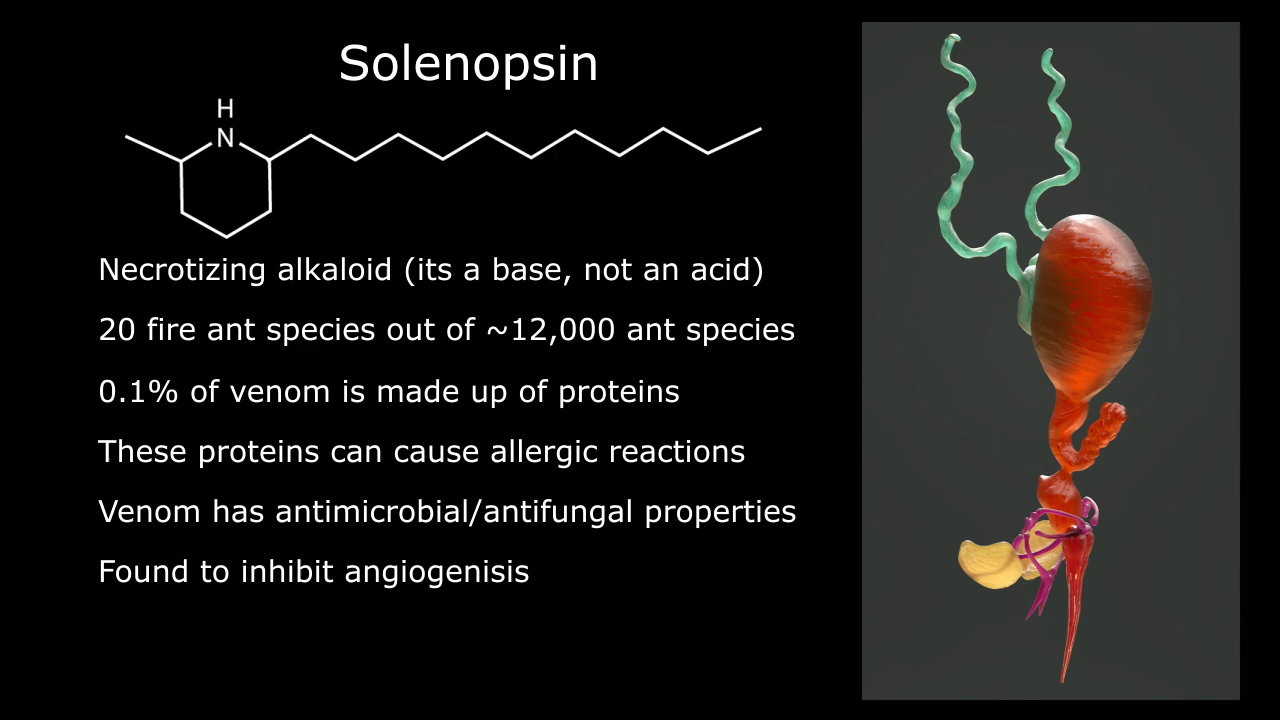 Solenopsin
H
N
Necrotizing alkaloid (its a base, not an acid)
20 fire ant species out of ~12,000 ant species
0.1% of venom is made up of proteins
These proteins can cause allergic reactions
Venom has antimicrobial/antifungal properties
Found to inhibit angiogenisis